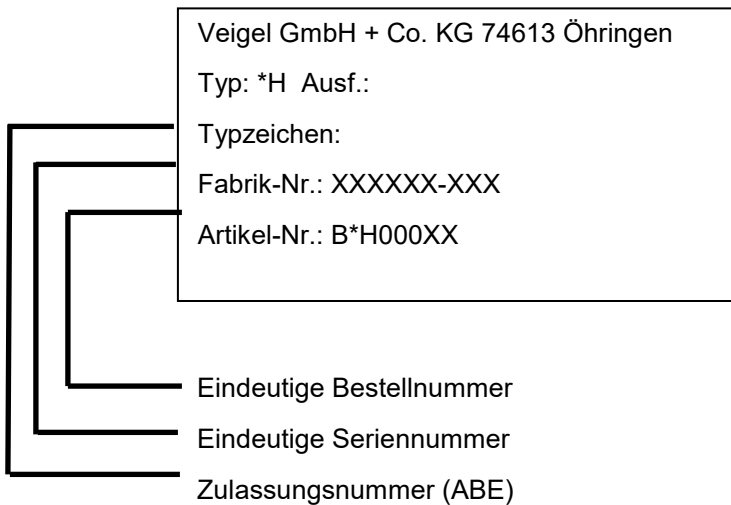 Veigel GmbH + Co. KG 74613 Öhringen
Typ: *H Ausf.:
Typzeichen:
Fabrik-Nr.: XXXXXX-XXX
Artikel-Nr.: B*H000XX
Eindeutige Bestellnummer
Eindeutige Seriennummer
Zulassungsnummer (ABE)